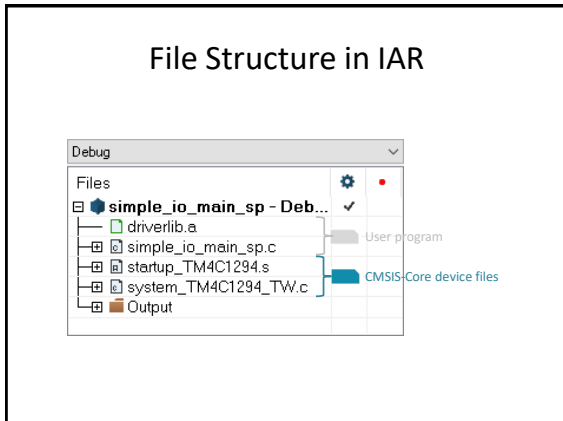 File Structure in IAR
Debug
Files
simple_io_main_sp - Deb...
driverlib.a
simple_io_main_sp.c
User program
startup_TM4C1294.s
CMSIS-Core device files
system_TM4C1294_TW.c
Output